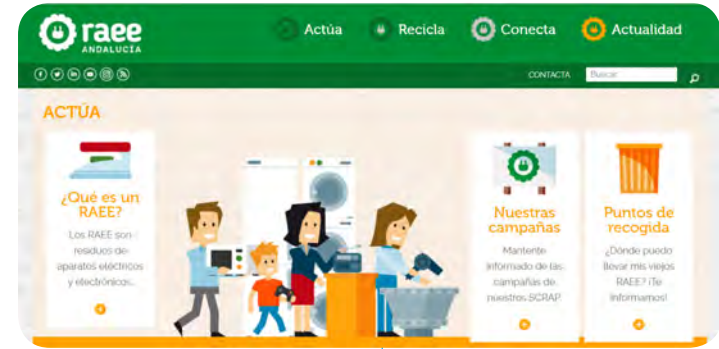 raee
ANDALUCÍA
Actúa
Recicla
Conecta
Actualidad
CONTACTA
Buscar
ACTÚA
¿Qué es un
RAEE?
Los RAEE son
residuos de
aparatos eléctricos
y electrónicos...
Nuestras
campañas
Mantente
informado de las
campañas de
nuestros SCRAP.
Puntos de
recogida
¿Dónde puedo
llevar mis viejos
RAEE? ¡Te
informamos!